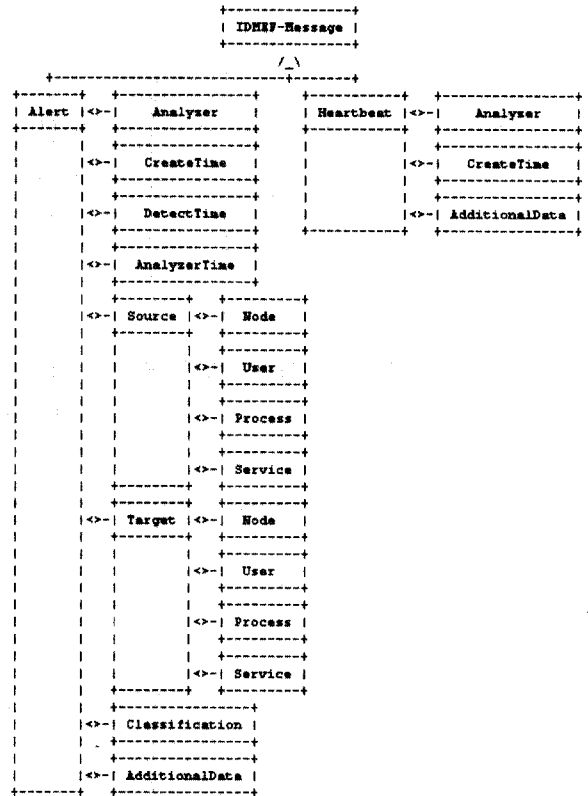 IDMEF-Message
Alert Analyzer Heartbeat Analyzer
CreateTime CreateTime
DetectTime AdditionalData
AnalyzerTime
Source Node
User
Process
Service
Target Node
User
Process
Service
Classification
AdditionalData